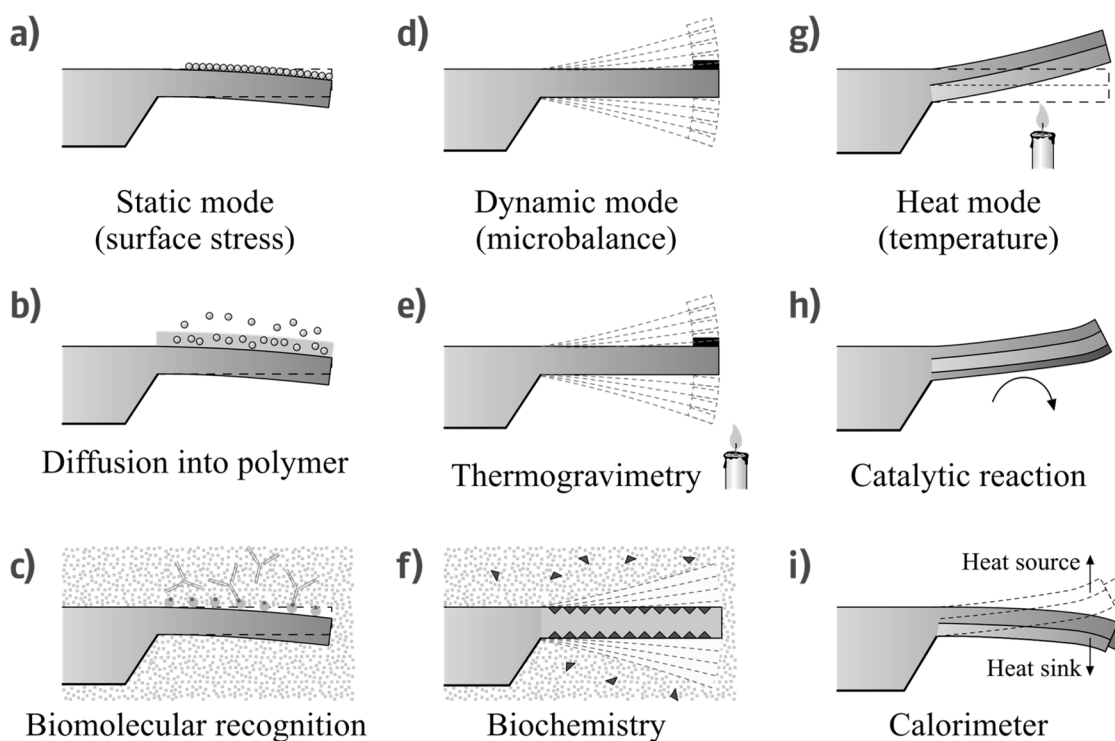 a)
Static mode
(surface stress)
d)
Dynamic mode
(microbalance)
g)
Heat mode
(temperature)
b)
Diffusion into polymer
e)
Thermogravimetry
h)
Catalytic reaction
c)
Biomolecular recognition
f)
Biochemistry
i)
Heat source
Heat sink
Calorimeter